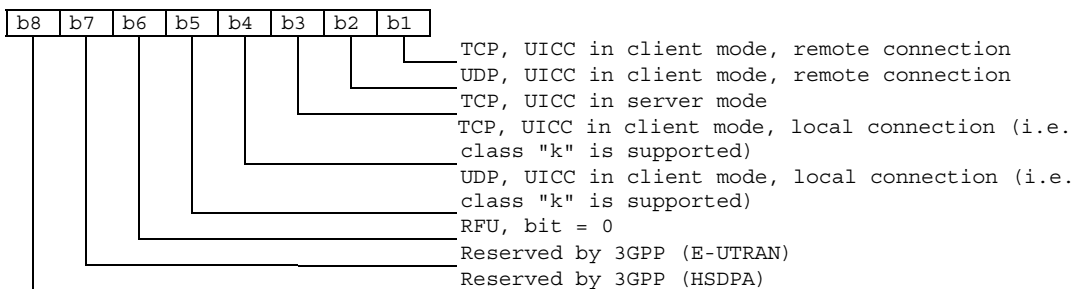 b8 b7 b6 b5 b4 b3 b2 b1
TCP, UICC in client mode, remote connection
UDP, UICC in client mode, remote connection
TCP, UICC in server mode
TCP, UICC in client mode, local connection (i.e.
class "k" is supported)
UDP, UICC in client mode, local connection (i.e.
class "k" is supported)
RFU, bit = 0
Reserved by 3GPP (E-UTRAN)
Reserved by 3GPP (HSDPA)